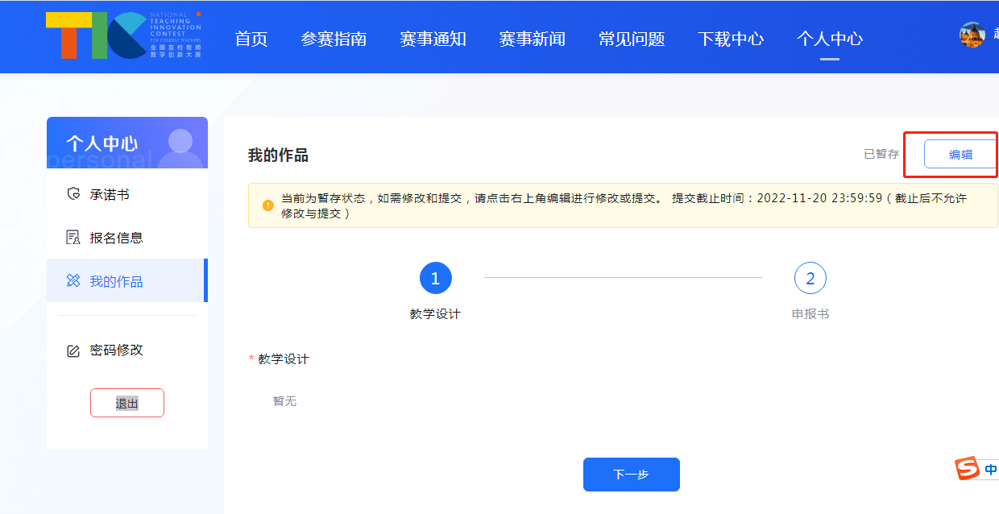 TIC
NATIONAL
TEACHING
INNOVATION
CONTEST
FOR COLLEGE TEACHERS
全国高校教师
教学创新大赛
首页
参赛指南
赛事通知
赛事新闻
常见问题
下载中心
个人中心
个人中心
personal
承诺书
报名信息
我的作品
密码修改
退出
我的作品
已暂存
编辑
当前为暂存状态，如需修改和提交，请点击右上角编辑进行修改或提交。 提交截止时间：2022-11-20 23:59:59（截止后不允许
修改与提交）
1
2
教学设计
申报书
* 教学设计
暂无
下一步
S 中